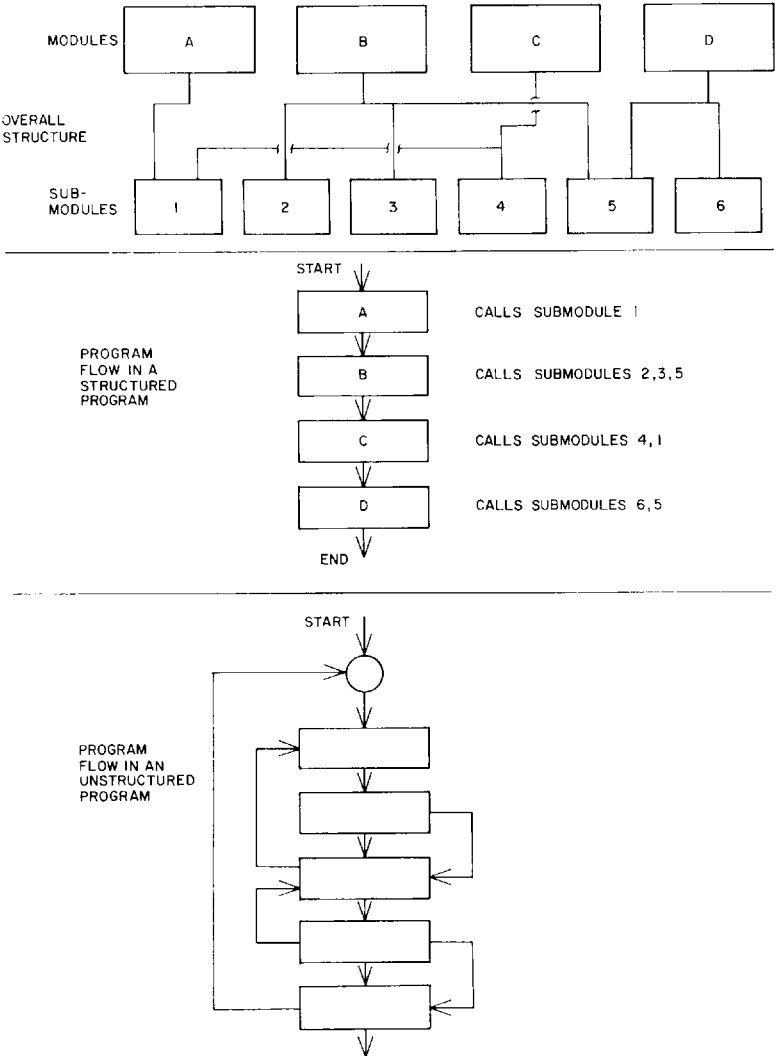 MODULES
A
B
C
D
OVERALL
STRUCTURE
SUB-
MODULES
1
2
3
4
5
6
START
A
CALLS SUBMODULE 1
PROGRAM
FLOW IN A
STRUCTURED
PROGRAM
B
CALLS SUBMODULES 2,3,5
C
CALLS SUBMODULES 4,1
D
CALLS SUBMODULES 6,5
END
START
PROGRAM
FLOW IN AN
UNSTRUCTURED
PROGRAM